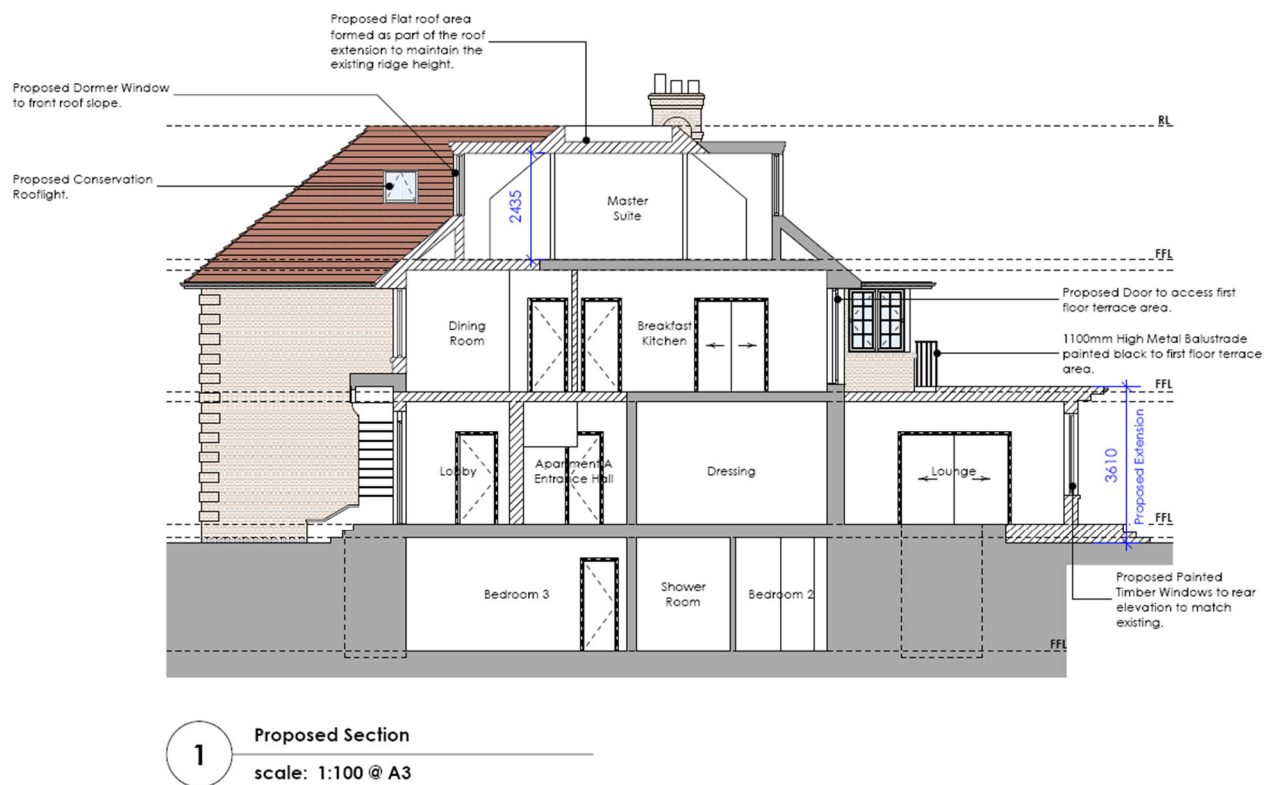 Proposed Flat roof area
formed as part of the roof
extension to maintain the
existing ridge height.
Proposed Dormer Window
to front roof slope.
RL
Proposed Conservation
Rooflight.
2435
Master
Suite
FFL
Proposed Door to access first
floor terrace area.
Dining
Room
Breakfast
Kitchen
1100mm High Metal Balustrade
painted black to first floor terrace
area.
FFL
Lobby
Apartment A
Entrance Hall
Dressing
Lounge
3610
Proposed Extension
FFL
Bedroom 3
Shower
Room
Bedroom 2
Proposed Painted
Timber Windows to rear
elevation to match
existing.
FFL
1
Proposed Section
scale: 1:100 @ A3